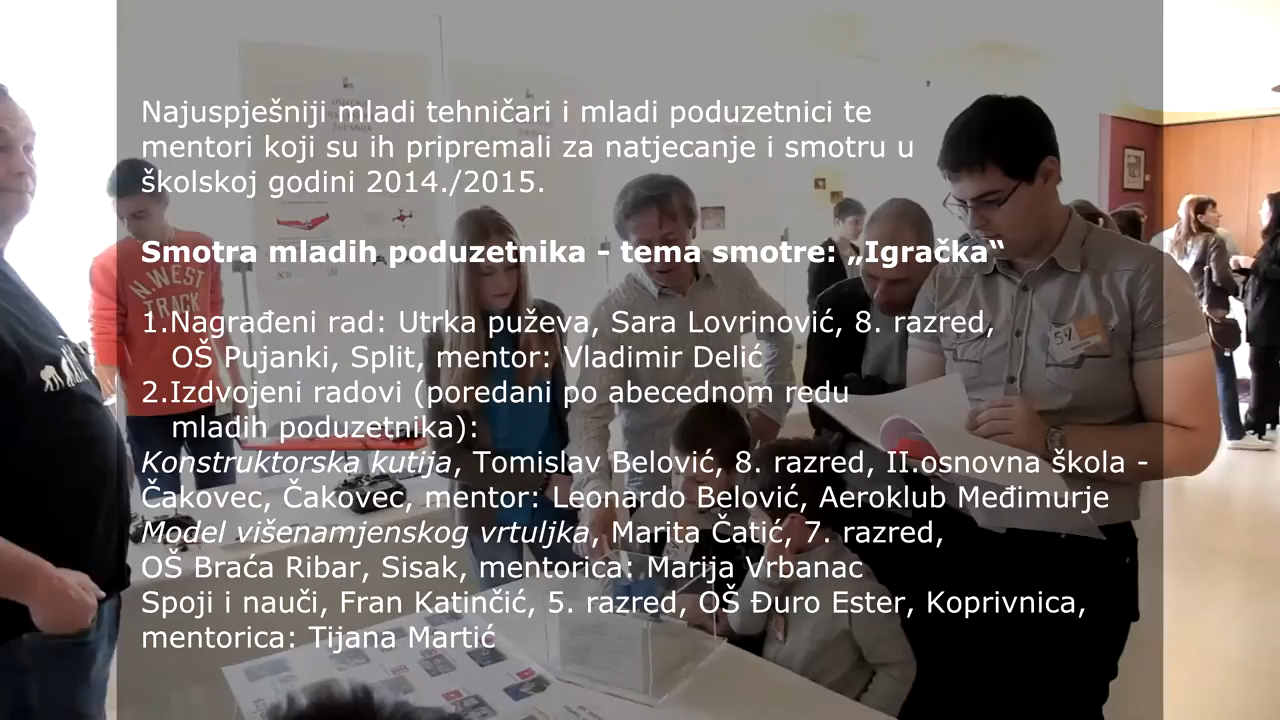 Najuspješniji mladi tehničari i mladi poduzetnici te
mentori koji su ih pripremali za natjecanje i smotru u
školskoj godini 2014./2015.
Smotra mladih poduzetnika - tema smotre: „Igračka“
1.Nagrađeni rad: Utrka puževa, Sara Lovrinović, 8. razred,
OŠ Pujanki, Split, mentor: Vladimir Delić
2.Izdvojeni radovi (poredani po abecednom redu
mladih poduzetnika):
Konstruktorska kutija, Tomislav Belović, 8. razred, II.osnovna škola -
Čakovec, Čakovec, mentor: Leonardo Belović, Aeroklub Međimurje
Model višenamjenskog vrtuljka, Marita Čatić, 7. razred,
OŠ Braća Ribar, Sisak, mentorica: Marija Vrbanac
Spoji i nauči, Fran Katinčić, 5. razred, OŠ Đuro Ester, Koprivnica,
mentorica: Tijana Martić
N.WEST
TRACK
54